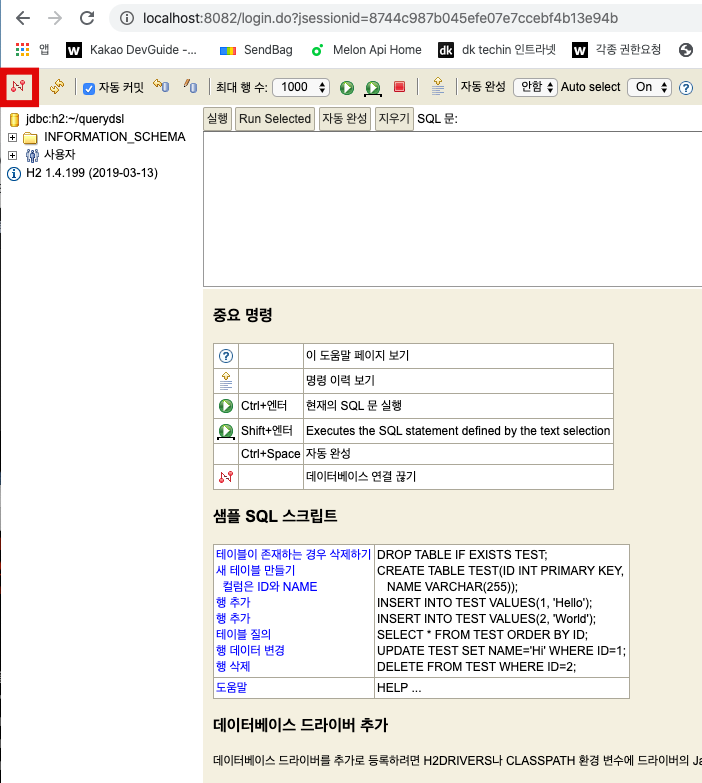 localhost:8082/login.do?jsessionid=8744c987b045efe07e7ccebf4b13e94b
앱 Kakao DevGuide -... SendBag Melon Api Home dk techin 인트라넷 각종 권한요청
자동 커밋 최대 행 수: 1000 자동 완성 안함 Auto select On
jdbc:h2:~/querydsl
INFORMATION_SCHEMA
사용자
H2 1.4.199 (2019-03-13)
실행 Run Selected 자동 완성 지우기 SQL 문:
중요 명령
이 도움말 페이지 보기
명령 이력 보기
Ctrl+엔터 현재의 SQL 문 실행
Shift+엔터 Executes the SQL statement defined by the text selection
Ctrl+Space 자동 완성
데이터베이스 연결 끊기
샘플 SQL 스크립트
테이블이 존재하는 경우 삭제하기 DROP TABLE IF EXISTS TEST;
새 테이블 만들기 CREATE TABLE TEST(ID INT PRIMARY KEY,
컬럼은 ID와 NAME NAME VARCHAR(255));
행 추가 INSERT INTO TEST VALUES(1, 'Hello');
행 추가 INSERT INTO TEST VALUES(2, 'World');
테이블 질의 SELECT * FROM TEST ORDER BY ID;
행 데이터 변경 UPDATE TEST SET NAME='Hi' WHERE ID=1;
행 삭제 DELETE FROM TEST WHERE ID=2;
도움말 HELP ...
데이터베이스 드라이버 추가
데이터베이스 드라이버를 추가로 등록하려면 H2DRIVERS나 CLASSPATH 환경 변수에 드라이버의 Ja